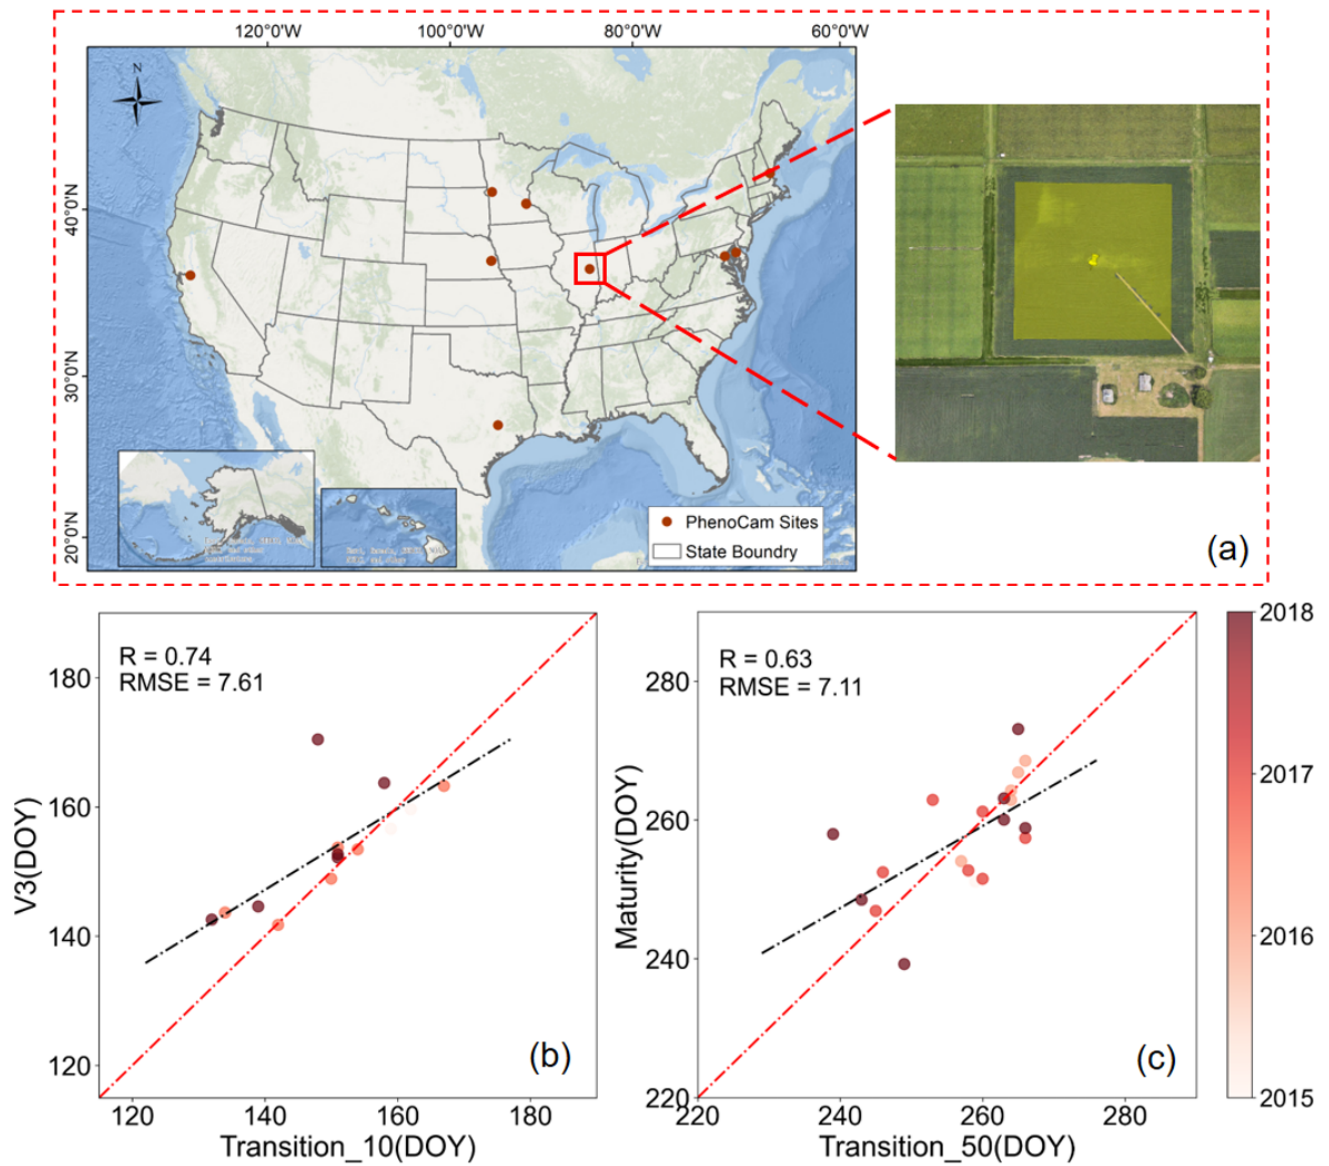 120°0'W 100°0'W 80°0'W 60°0'W
N
40°0'N
30°0'N
20°0'N
PhenoCam Sites
State Boundry
(a)
R = 0.74
RMSE = 7.61
V3(DOY)
180
160
140
120
120 140 160 180
Transition_10(DOY)
(b)
R = 0.63
RMSE = 7.11
Maturity(DOY)
280
260
240
220
220 240 260 280
Transition_50(DOY)
(c)
2018
2017
2016
2015